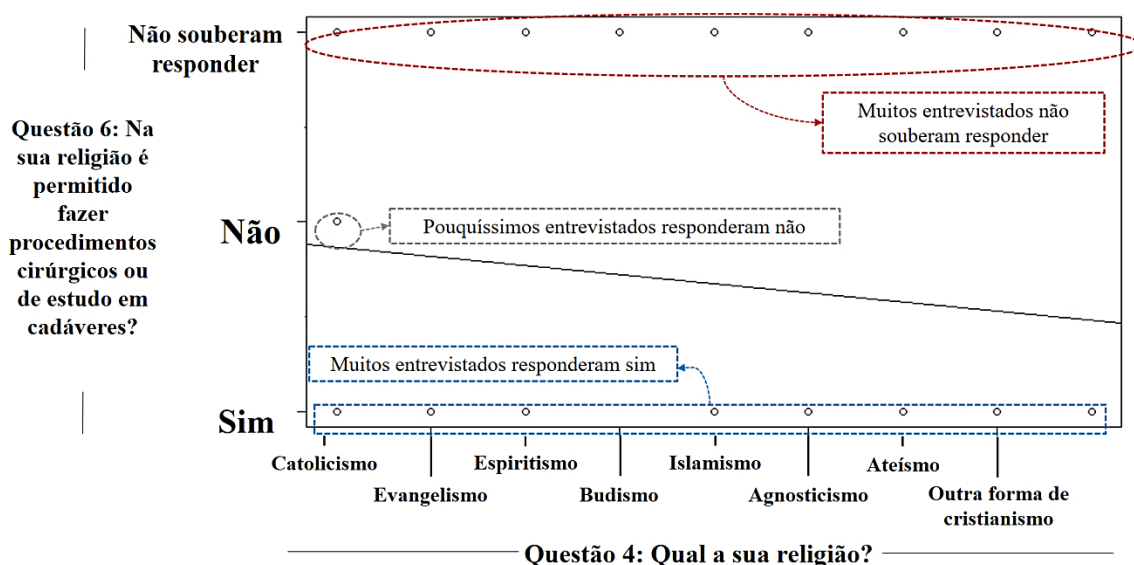 Não souberam
responder
Muitos entrevistados não
souberam responder
Questão 6: Na
sua religião é
permitido
fazer
procedimentos
cirúrgicos ou
de estudo em
cadáveres?
Não
Pouquíssimos entrevistados responderam não
Muitos entrevistados responderam sim
Sim
Catolicismo
Evangelismo
Espiritismo
Budismo
Islamismo
Agnosticismo
Ateísmo
Outra forma de
cristianismo
Questão 4: Qual a sua religião?